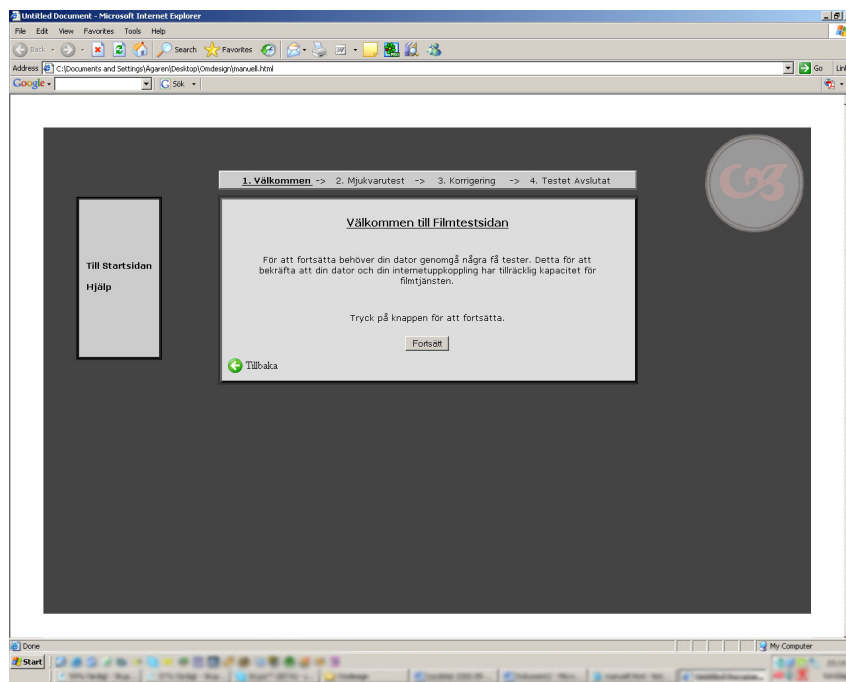 Untitled Document - Microsoft Internet Explorer
File Edit View Favorites Tools Help
Back Search Favorites
Address C:\Documents and Settings\Agaren\Desktop\Omdesign\manuell.html Go
Google Sök
1. Välkommen -> 2. Mjukvarutest -> 3. Korrigering -> 4. Testet Avslutat
Till Startsidan
Hjälp
Välkommen till Filmtestsidan
För att fortsätta behöver din dator genomgå några få tester. Detta för att
bekräfta att din dator och din internetuppkoppling har tillräcklig kapacitet för
filmtjänsten.
Tryck på knappen för att fortsätta.
Fortsätt
Tillbaka
Done My Computer
Start